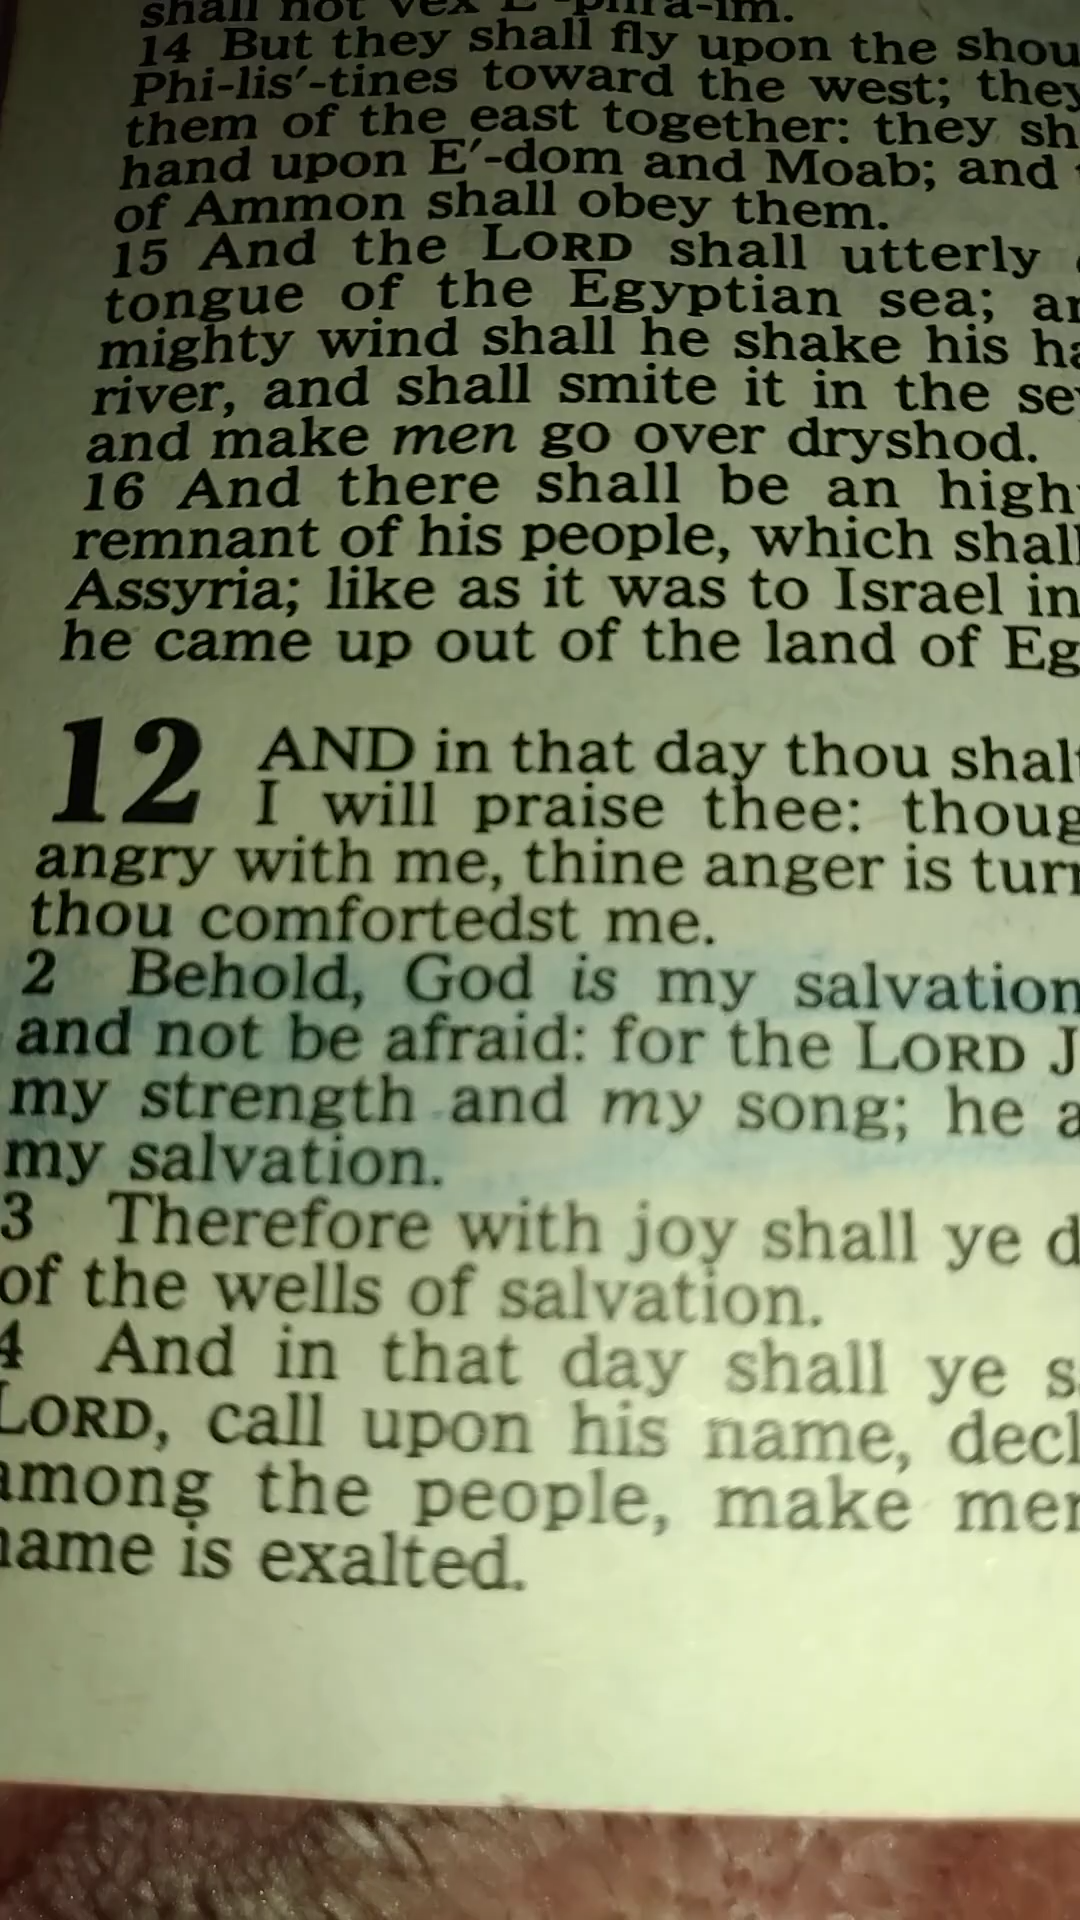 shall not vex E'-phra-im.
14 But they shall fly upon the shou
Phi-lis′-tines toward the west; they
them of the east together: they sh
hand upon E′-dom and Moab; and
of Ammon shall obey them.
15 And the LORD shall utterly
tongue of the Egyptian sea; an
mighty wind shall he shake his ha
river, and shall smite it in the se
and make men go over dryshod.
16 And there shall be an high
remnant of his people, which shall
Assyria; like as it was to Israel in
he came up out of the land of Eg
12 AND in that day thou shal
I will praise thee: thoug
angry with me, thine anger is turn
thou comfortedst me.
2 Behold, God is my salvation
and not be afraid: for the LORD J
my strength and my song; he a
my salvation.
3 Therefore with joy shall ye d
of the wells of salvation.
4 And in that day shall ye s
LORD, call upon his name, decl
among the people, make men
name is exalted.